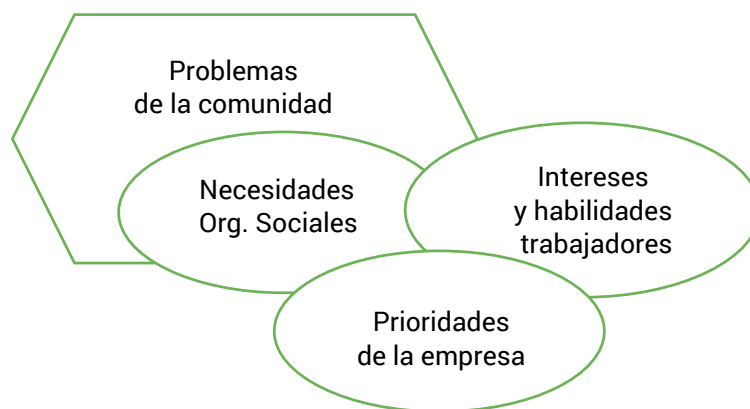 Problemas
de la comunidad
Necesidades
Org. Sociales
Intereses
y habilidades
trabajadores
Prioridades
de la empresa